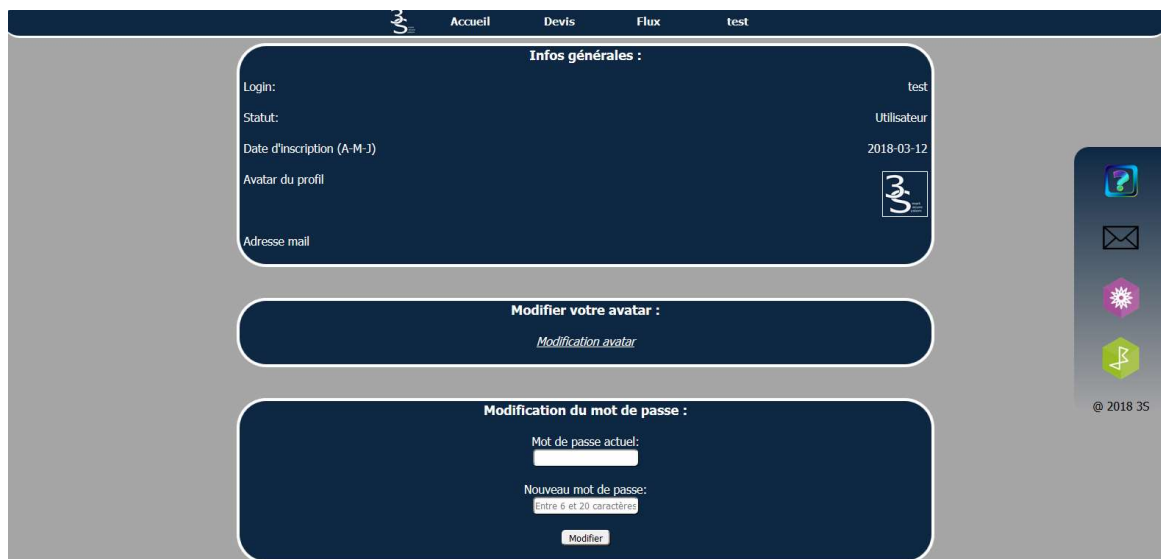 3S Accueil Devis Flux test
Infos générales :
Login: test
Statut: Utilisateur
Date d'inscription (A-M-J) 2018-03-12
Avatar du profil 3S
Adresse mail
Modifier votre avatar :
Modification avatar
Modification du mot de passe :
Mot de passe actuel:
Nouveau mot de passe:
Entre 6 et 20 caractères
Modifier
?
@ 2018 3S